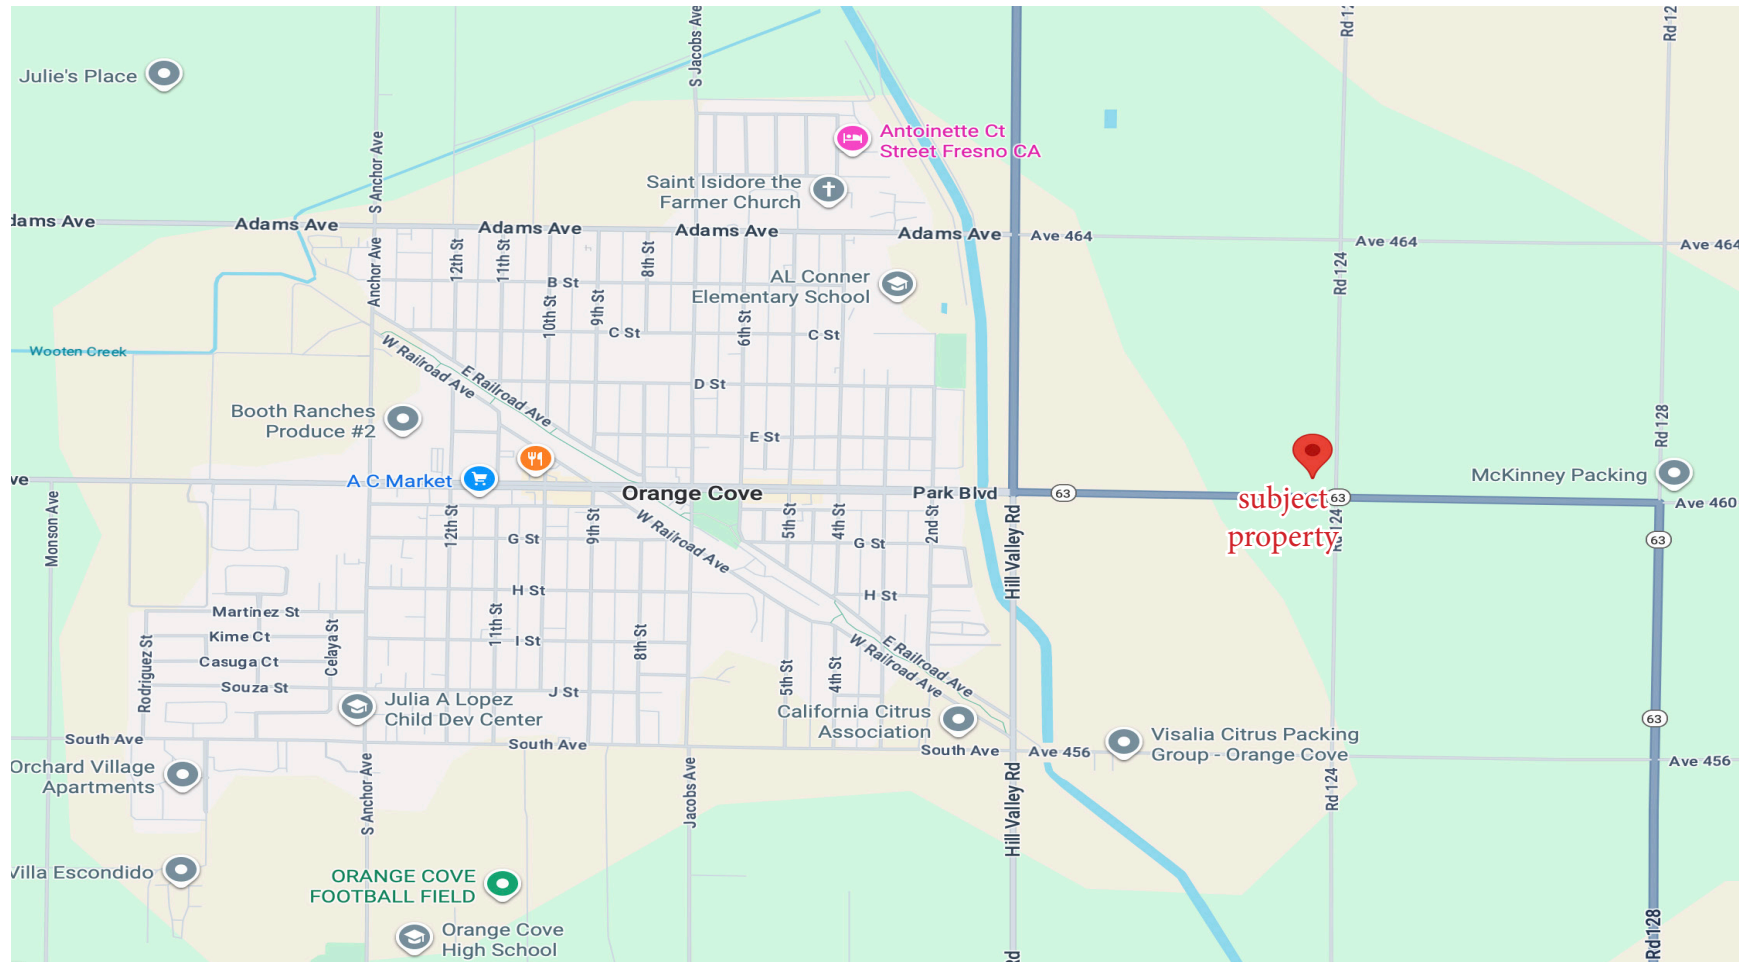 S Jacobs Ave
Rd 12
Rd 12
Julie's Place
Antoinette Ct
Street Fresno CA
S Anchor Ave
Saint Isidore the
Farmer Church
dams Ave
Adams Ave
Adams Ave
Adams Ave
Adams Ave
Ave 464
Ave 464
Ave 464
Anchor Ave
12th St
11th St
8th St
Rd 124
AL Conner
Elementary School
B St
10th St
9th St
6th St
C St
C St
Wooten Creek
W Railroad Ave
E Railroad Ave
D St
Booth Ranches
Produce #2
E St
Rd 128
A C Market
ve
Orange Cove
Park Blvd
63
subject
property
63
McKinney Packing
Ave 460
Monson Ave
12th St
9th St
W Railroad Ave
5th St
4th St
2nd St
Hill Valley Rd
Rd 124
63
G St
G St
H St
H St
Martinez St
Kime Ct
Casuga Ct
Souza St
Rodriguez St
Celaya St
11th St
I St
8th St
5th St
4th St
E Railroad Ave
W Railroad Ave
J St
Julia A Lopez
Child Dev Center
California Citrus
Association
63
South Ave
South Ave
South Ave
Ave 456
Visalia Citrus Packing
Group - Orange Cove
Ave 456
Orchard Village
Apartments
S Anchor Ave
Jacobs Ave
Hill Valley Rd
Rd 124
Villa Escondido
ORANGE COVE
FOOTBALL FIELD
Orange Cove
High School
Rd
Rd 128